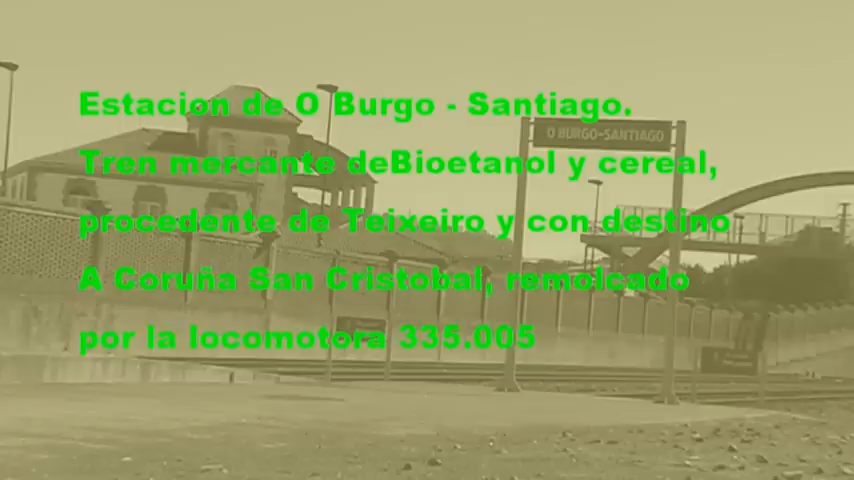 Estacion de O Burgo - Santiago.
O BURGO-SANTIAGO
Tren mercante deBioetanol y cereal,
procedente de Teixeiro y con destino
A Coruña San Cristobal, remolcado
por la locomotora 335.005